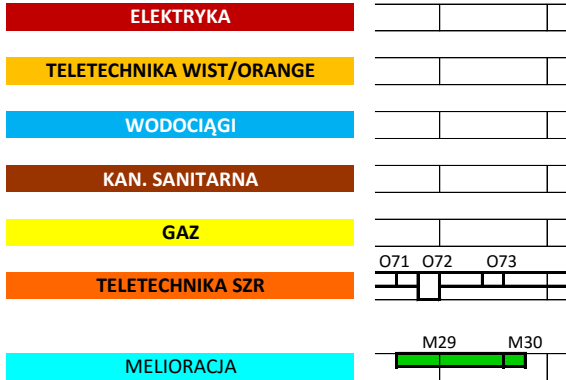 ELEKTRYKA
TELETECHNIKA WIST/ORANGE
WODOCIĄGI
KAN. SANITARNA
GAZ
O71 O72 O73
TELETECHNIKA SZR
M29 M30
MELIORACJA